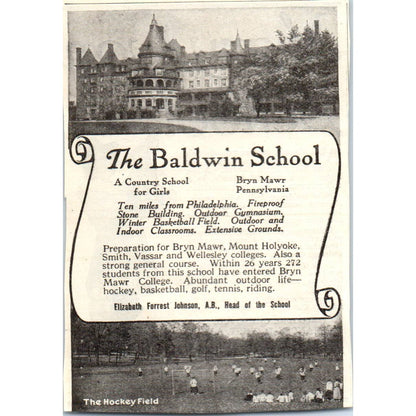 The Baldwin School
A Country School for Girls
Bryn Mawr Pennsylvania
Ten miles from Philadelphia. Fireproof
Stone Building. Outdoor Gymnasium,
Winter Basketball Field. Outdoor and
Indoor Classrooms. Extensive Grounds.
Preparation for Bryn Mawr, Mount Holyoke,
Smith, Vassar and Wellesley colleges. Also a
strong general course. Within 26 years 272
students from this school have entered Bryn
Mawr College. Abundant outdoor life—
hockey, basketball, golf, tennis, riding.
Elizabeth Forrest Johnson, A.B., Head of the School
The Hockey Field